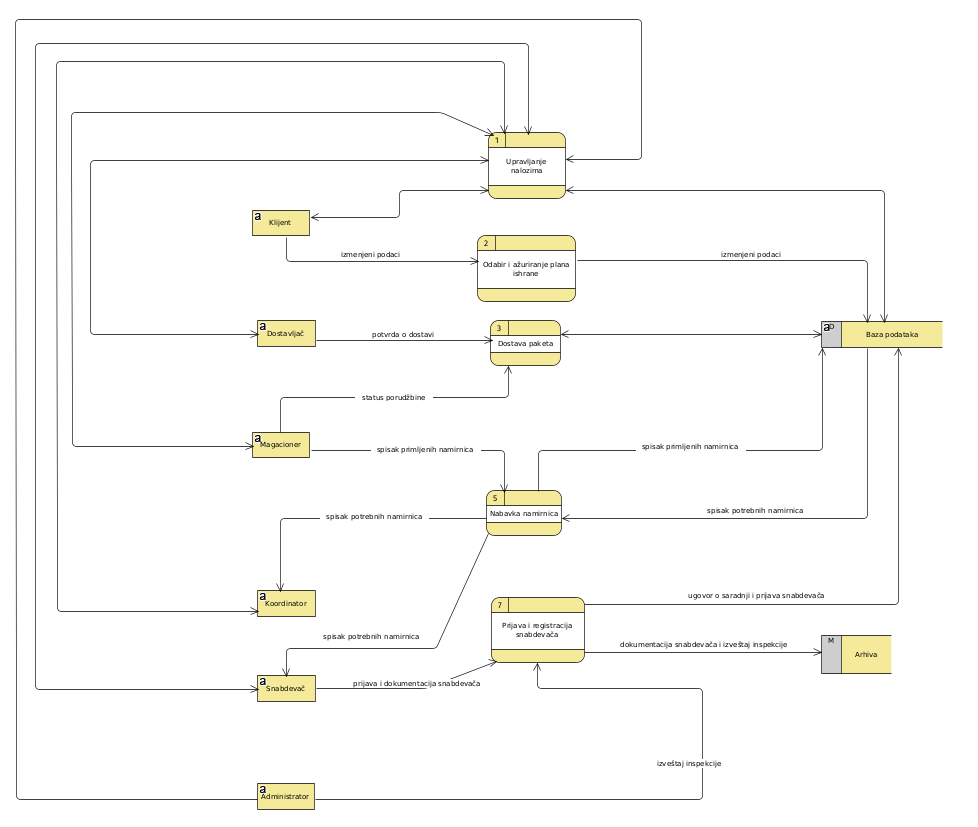 1
Upravljanje
nalozima
a
Klijent
2
izmenjeni podaci
izmenjeni podaci
Odabir i ažuriranje plana
ishrane
a
Dostavljač
potvrda o dostavi
3
Dostava paketa
a
D
Baza podataka
status porudžbine
a
Magacioner
spisak primljenih namirnica
spisak primljenih namirnica
5
Nabavka namirnica
spisak potrebnih namirnica
spisak potrebnih namirnica
a
Koordinator
7
ugovor o saradnji i prijava snabdevača
Prijava i registracija
snabdevača
spisak potrebnih namirnica
dokumentacija snabdevača i izveštaj inspekcije
M
Arhiva
a
Snabdevač
prijava i dokumentacija snabdevača
izveštaj inspekcije
a
Administrator